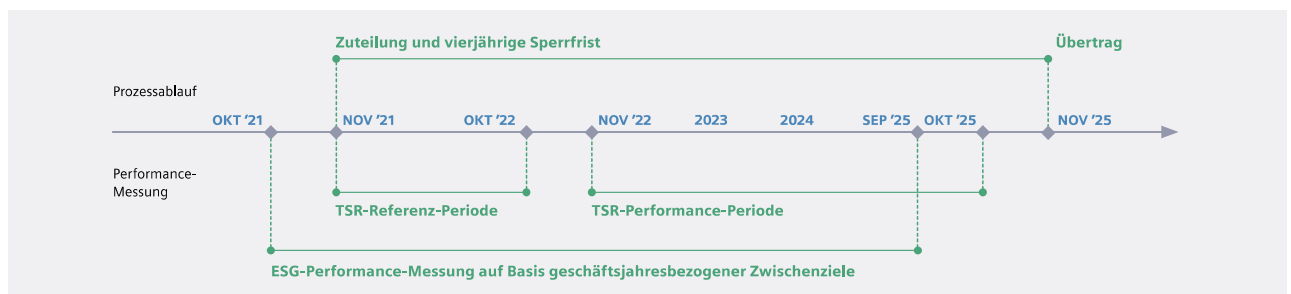 Zuteilung und vierjährige Sperrfrist
Übertrag
Prozessablauf
OKT ’21
NOV ’21
OKT ’22
NOV ’22
2023
2024
SEP ’25
OKT ’25
NOV ’25
Performance-
Messung
TSR-Referenz-Periode
TSR-Performance-Periode
ESG-Performance-Messung auf Basis geschäftsjahresbezogener Zwischenziele